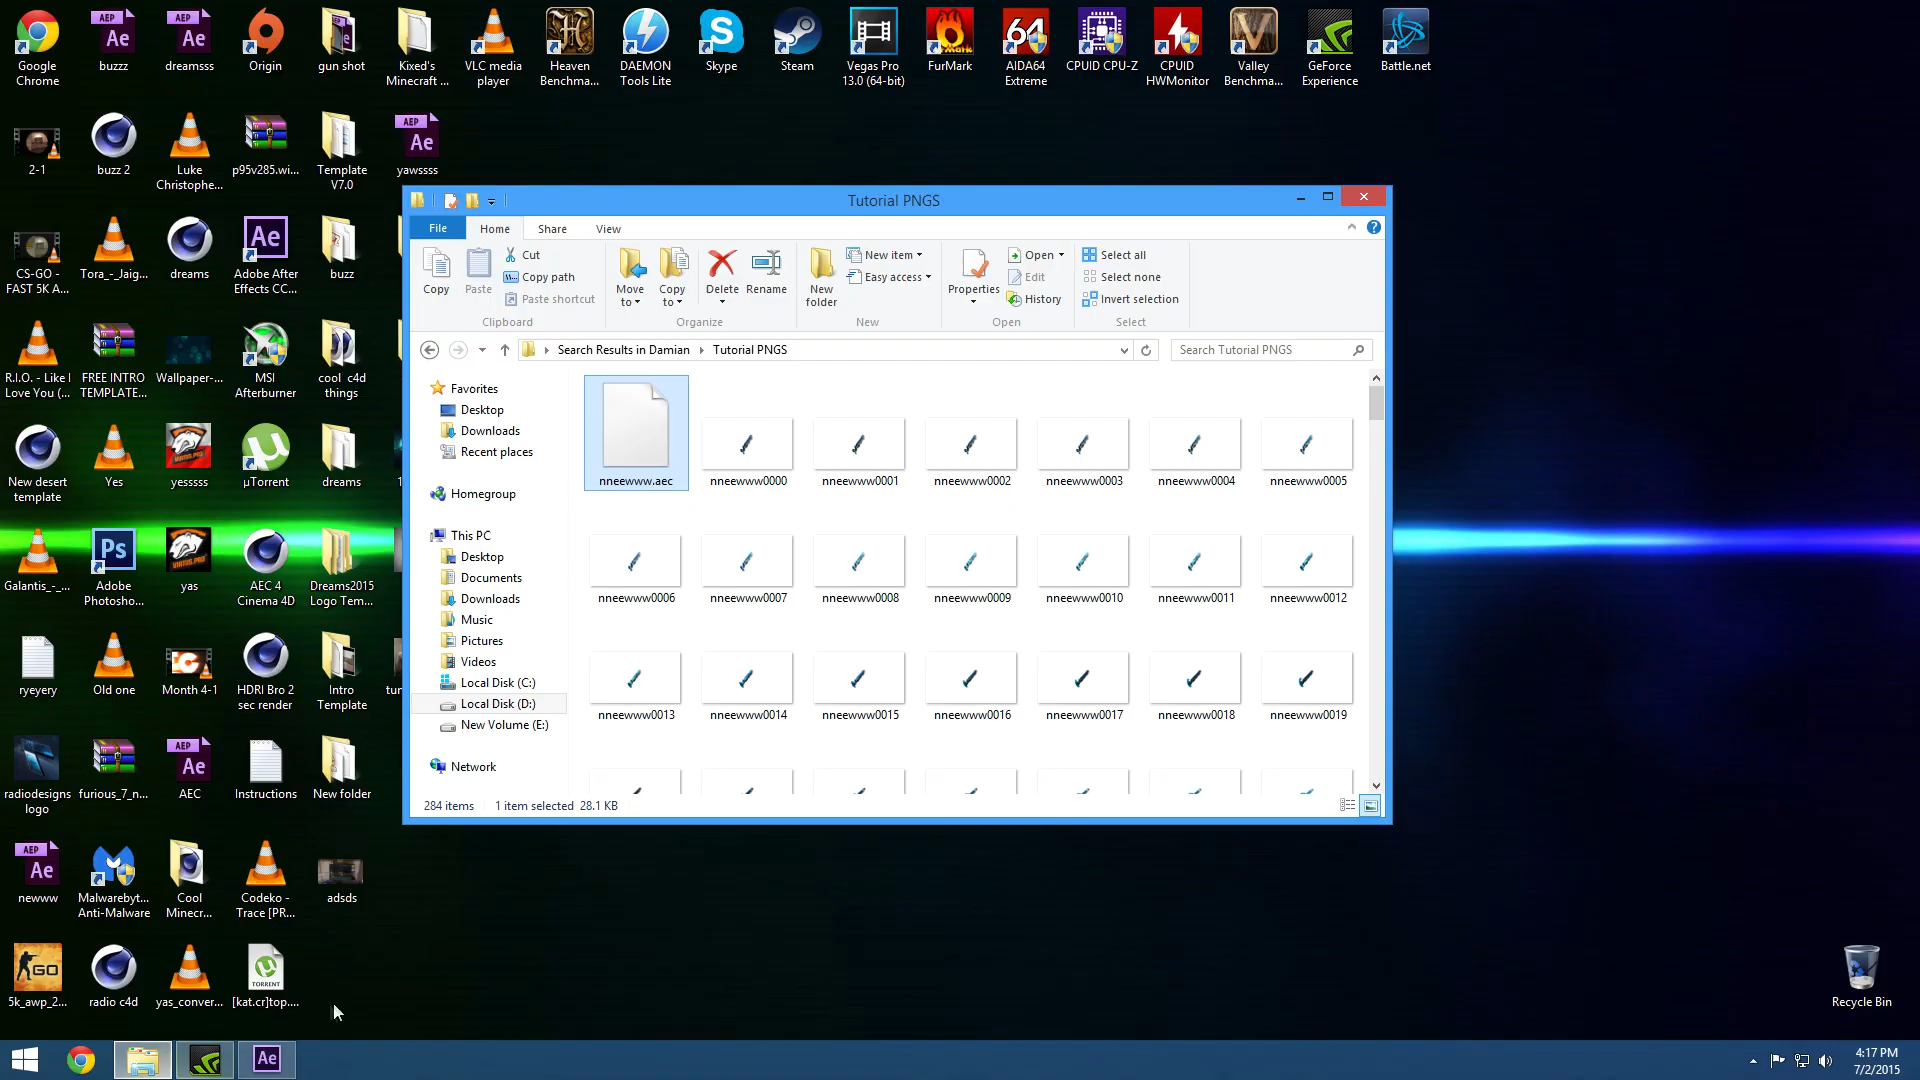 Google
Chrome
buzzz
dreamsss
Origin
gun shot
Kixed's
Minecraft ...
VLC media
player
Heaven
Benchma...
DAEMON
Tools Lite
Skype
Steam
Vegas Pro
13.0 (64-bit)
FurMark
AIDA64
Extreme
CPUID CPU-Z
CPUID
HWMonitor
Valley
Benchma...
GeForce
Experience
Battle.net
2-1
buzz 2
Luke
Christophe...
p95v285.wi...
Template
V7.0
yawssss
CS-GO -
FAST 5K A...
Tora_-_Jaig...
dreams
Adobe After
Effects CC...
buzz
R.I.O. - Like I
Love You (...
FREE INTRO
TEMPLATE...
Wallpaper-...
MSI
Afterburner
cool c4d
things
New desert
template
Yes
yesssss
µTorrent
dreams
Galantis_-_...
Adobe
Photosho...
yas
AEC 4
Cinema 4D
Dreams2015
Logo Tem...
ryeyery
Old one
Month 4-1
HDRI Bro 2
sec render
Intro
Template
radiodesigns
logo
furious_7_n...
AEC
Instructions
New folder
newww
Malwarebyt...
Anti-Malware
Cool
Minecr...
Codeko -
Trace [PR...
adsds
5k_awp_2...
radio c4d
yas_conver...
[kat.cr]top....
Recycle Bin
Tutorial PNGS
File
Home
Share
View
Copy
Paste
Cut
Copy path
Paste shortcut
Clipboard
Move
to
Copy
to
Delete
Rename
Organize
New
folder
New item
Easy access
New
Properties
Open
Edit
History
Open
Select all
Select none
Invert selection
Select
Search Results in Damian
Tutorial PNGS
Search Tutorial PNGS
Favorites
Desktop
Downloads
Recent places
Homegroup
This PC
Desktop
Documents
Downloads
Music
Pictures
Videos
Local Disk (C:)
Local Disk (D:)
New Volume (E:)
Network
nneewww.aec
nneewww0000
nneewww0001
nneewww0002
nneewww0003
nneewww0004
nneewww0005
nneewww0006
nneewww0007
nneewww0008
nneewww0009
nneewww0010
nneewww0011
nneewww0012
nneewww0013
nneewww0014
nneewww0015
nneewww0016
nneewww0017
nneewww0018
nneewww0019
284 items
1 item selected 28.1 KB
4:17 PM
7/2/2015